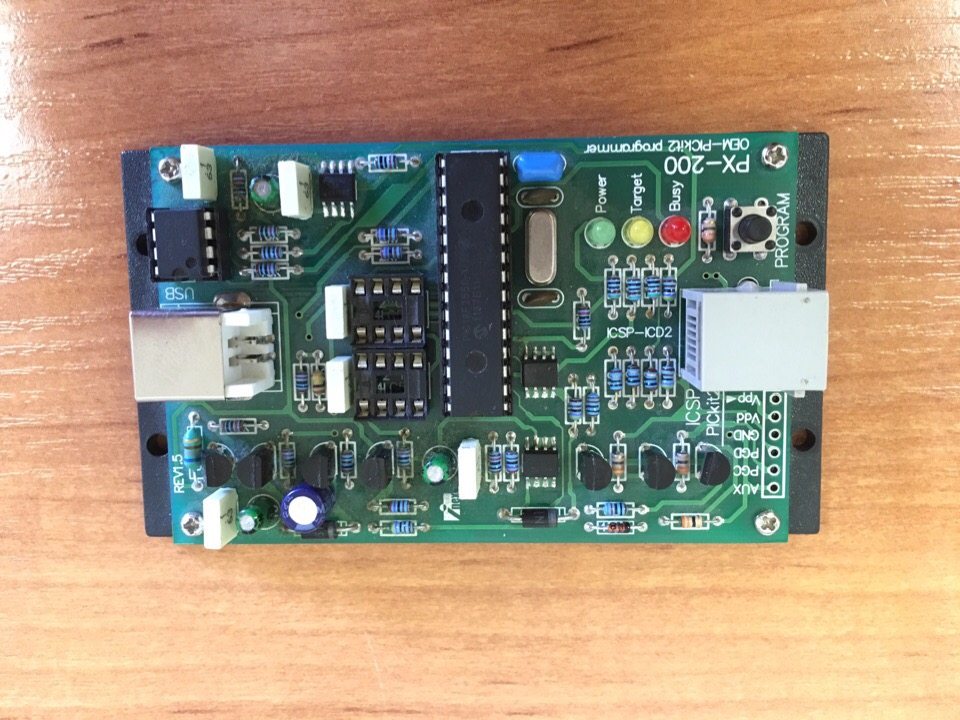 PX-200
OEM-PICkit2 programmer
Power
Target
Busy
PROGRAM
USB
ICSP-ICD2
ICSP
PICkit2
Vpp
Vdd
GND
PGD
PGC
AUX
REV1.5